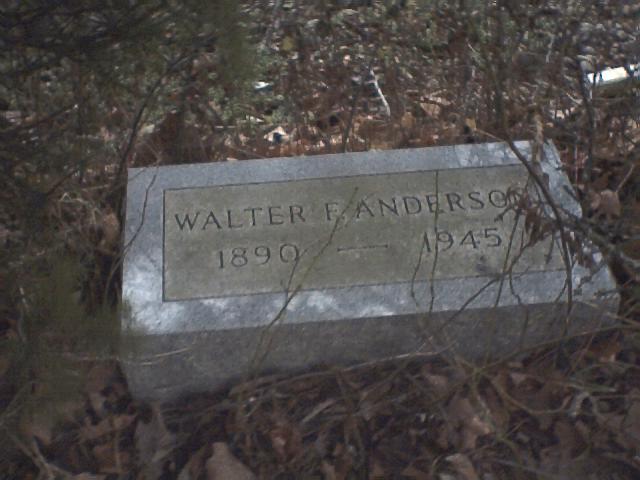 WALTER F. ANDERSON
1890 — 1945